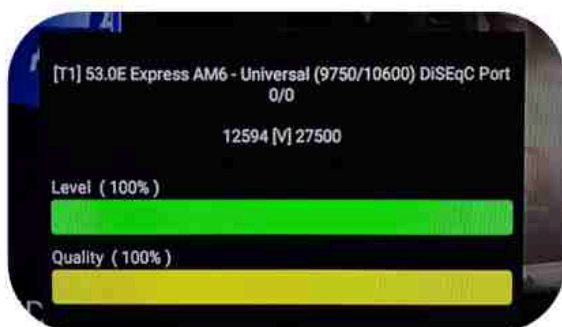 [T1] 53.0E Express AM6 - Universal (9750/10600) DiSEqC Port
0/0
12594 [V] 27500
Level ( 100% )
Quality ( 100% )